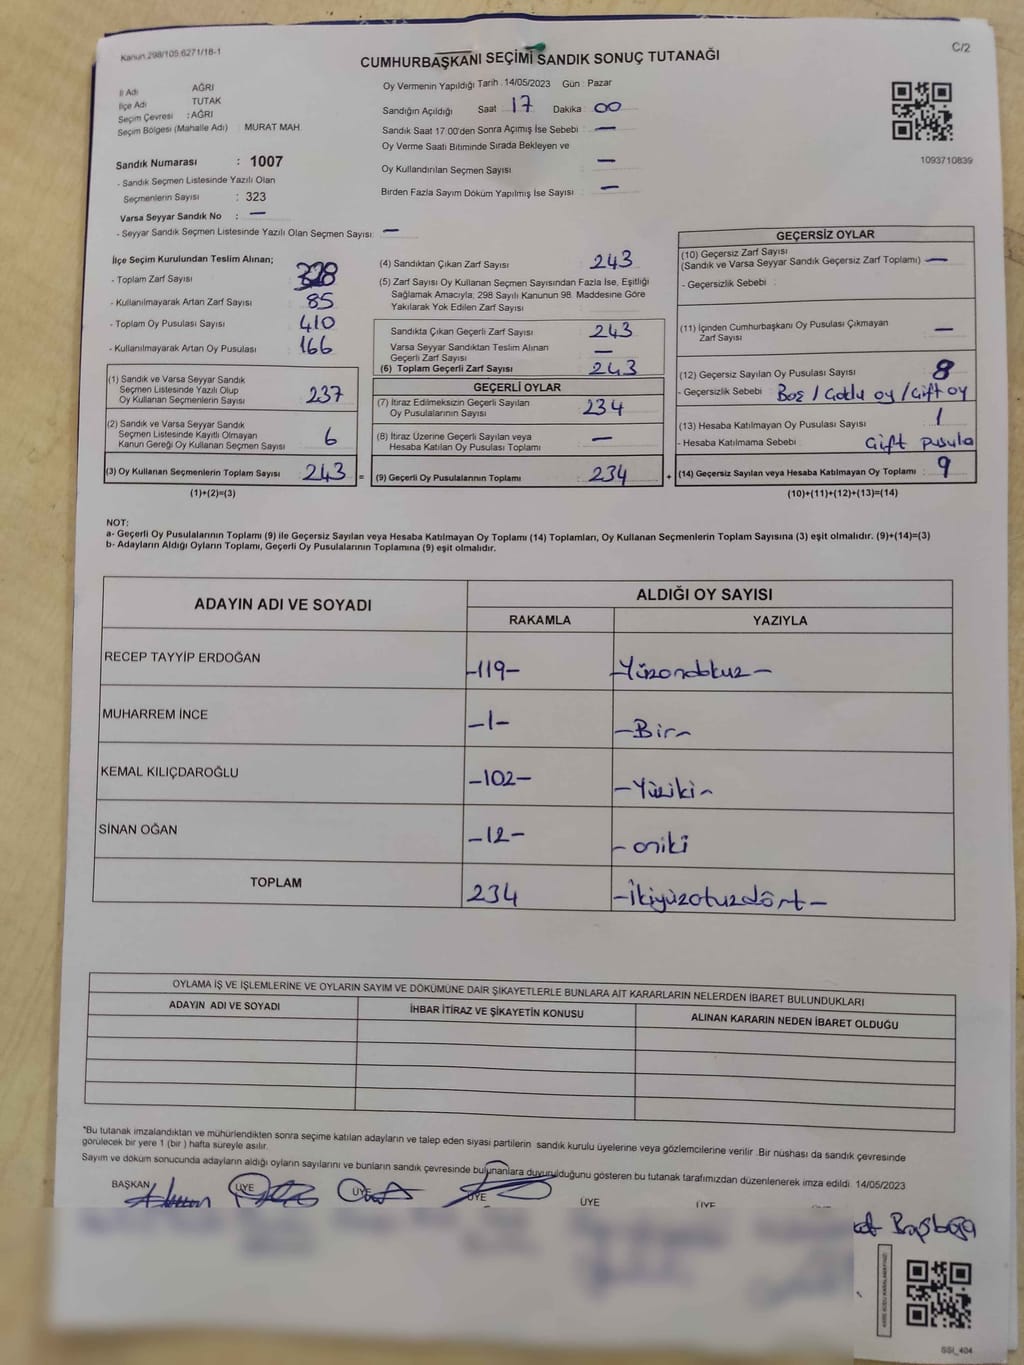 Kanun 298/105.6271/18-1
C/2
CUMHURBAŞKANI SEÇİMİ SANDIK SONUÇ TUTANAĞI
İl Adı AĞRI
İlçe Adı TUTAK
Seçim Çevresi : AĞRI
Seçim Bölgesi (Mahalle Adı) : MURAT MAH.
Sandık Numarası : 1007
- Sandık Seçmen Listesinde Yazılı Olan
Seçmenlerin Sayısı : 323
Varsa Seyyar Sandık No : —
- Seyyar Sandık Seçmen Listesinde Yazılı Olan Seçmen Sayısı: —
Oy Vermenin Yapıldığı Tarih : 14/05/2023 Gün : Pazar
Sandığın Açıldığı Saat 17 Dakika 00
Sandık Saat 17.00'den Sonra Açımış İse Sebebi : —
Oy Verme Saati Bitiminde Sırada Bekleyen ve
Oy Kullandırılan Seçmen Sayısı : —
Birden Fazla Sayım Döküm Yapılmış İse Sayısı : —
1093710839
İlçe Seçim Kurulundan Teslim Alınan;
- Toplam Zarf Sayısı : 328
- Kullanılmayarak Artan Zarf Sayısı : 85
- Toplam Oy Pusulası Sayısı : 410
- Kullanılmayarak Artan Oy Pusulası : 166
(1) Sandık ve Varsa Seyyar Sandık
Seçmen Listesinde Yazılı Olup
Oy Kullanan Seçmenlerin Sayısı : 237
(2) Sandık ve Varsa Seyyar Sandık
Seçmen Listesinde Kayıtlı Olmayan
Kanun Gereği Oy Kullanan Seçmen Sayısı : 6
(3) Oy Kullanan Seçmenlerin Toplam Sayısı : 243 =
(1)+(2)=(3)
(4) Sandıktan Çıkan Zarf Sayısı : 243
(5) Zarf Sayısı Oy Kullanan Seçmen Sayısından Fazla İse, Eşitliği
Sağlamak Amacıyla; 298 Sayılı Kanunun 98. Maddesine Göre
Yakılarak Yok Edilen Zarf Sayısı :
Sandıkta Çıkan Geçerli Zarf Sayısı : 243
Varsa Seyyar Sandıktan Teslim Alınan
Geçerli Zarf Sayısı : —
(6) Toplam Geçerli Zarf Sayısı : 243
GEÇERLİ OYLAR
(7) İtiraz Edilmeksizin Geçerli Sayılan
Oy Pusulalarının Sayısı : 234
(8) İtiraz Üzerine Geçerli Sayılan veya
Hesaba Katılan Oy Pusulası Toplamı : —
(9) Geçerli Oy Pusulalarının Toplamı : 234 +
GEÇERSİZ OYLAR
(10) Geçersiz Zarf Sayısı
(Sandık ve Varsa Seyyar Sandık Geçersiz Zarf Toplamı) : —
- Geçersizlik Sebebi :
(11) İçinden Cumhurbaşkanı Oy Pusulası Çıkmayan
Zarf Sayısı : —
(12) Geçersiz Sayılan Oy Pusulası Sayısı : 8
- Geçersizlik Sebebi : Boş / Çoklu oy / Çift oy
(13) Hesaba Katılmayan Oy Pusulası Sayısı : 1
- Hesaba Katılmama Sebebi : Çift pusula
(14) Geçersiz Sayılan veya Hesaba Katılmayan Oy Toplamı : 9
(10)+(11)+(12)+(13)=(14)
NOT:
a- Geçerli Oy Pusulalarının Toplamı (9) ile Geçersiz Sayılan veya Hesaba Katılmayan Oy Toplamı (14) Toplamları, Oy Kullanan Seçmenlerin Toplam Sayısına (3) eşit olmalıdır. (9)+(14)=(3)
b- Adayların Aldığı Oyların Toplamı, Geçerli Oy Pusulalarının Toplamına (9) eşit olmalıdır.
ADAYIN ADI VE SOYADI
ALDIĞI OY SAYISI
RAKAMLA YAZIYLA
RECEP TAYYİP ERDOĞAN -119- -Yüzondokuz-
MUHARREM İNCE -1- -Bir-
KEMAL KILIÇDAROĞLU -102- -Yüziki-
SİNAN OĞAN -12- -oniki
TOPLAM 234 -İkiyüzotuzdört-
OYLAMA İŞ VE İŞLEMLERİNE VE OYLARIN SAYIM VE DÖKÜMÜNE DAİR ŞİKAYETLERLE BUNLARA AİT KARARLARIN NELERDEN İBARET BULUNDUKLARI
ADAYIN ADI VE SOYADI İHBAR İTİRAZ VE ŞİKAYETİN KONUSU ALINAN KARARIN NEDEN İBARET OLDUĞU
*Bu tutanak imzalandıktan ve mühürlendikten sonra seçime katılan adayların ve talep eden siyasi partilerin sandık kurulu üyelerine veya gözlemcilerine verilir .Bir nüshası da sandık çevresinde
görülecek bir yere 1 (bir ) hafta süreyle asılır.
Sayım ve döküm sonucunda adayların aldığı oyların sayılarını ve bunların sandık çevresinde bulunanlara duyurulduğunu gösteren bu tutanak tarafımızdan düzenlenerek imza edildi. 14/05/2023
BAŞKAN ÜYE ÜYE ÜYE ÜYE ÜYE
SSI_404